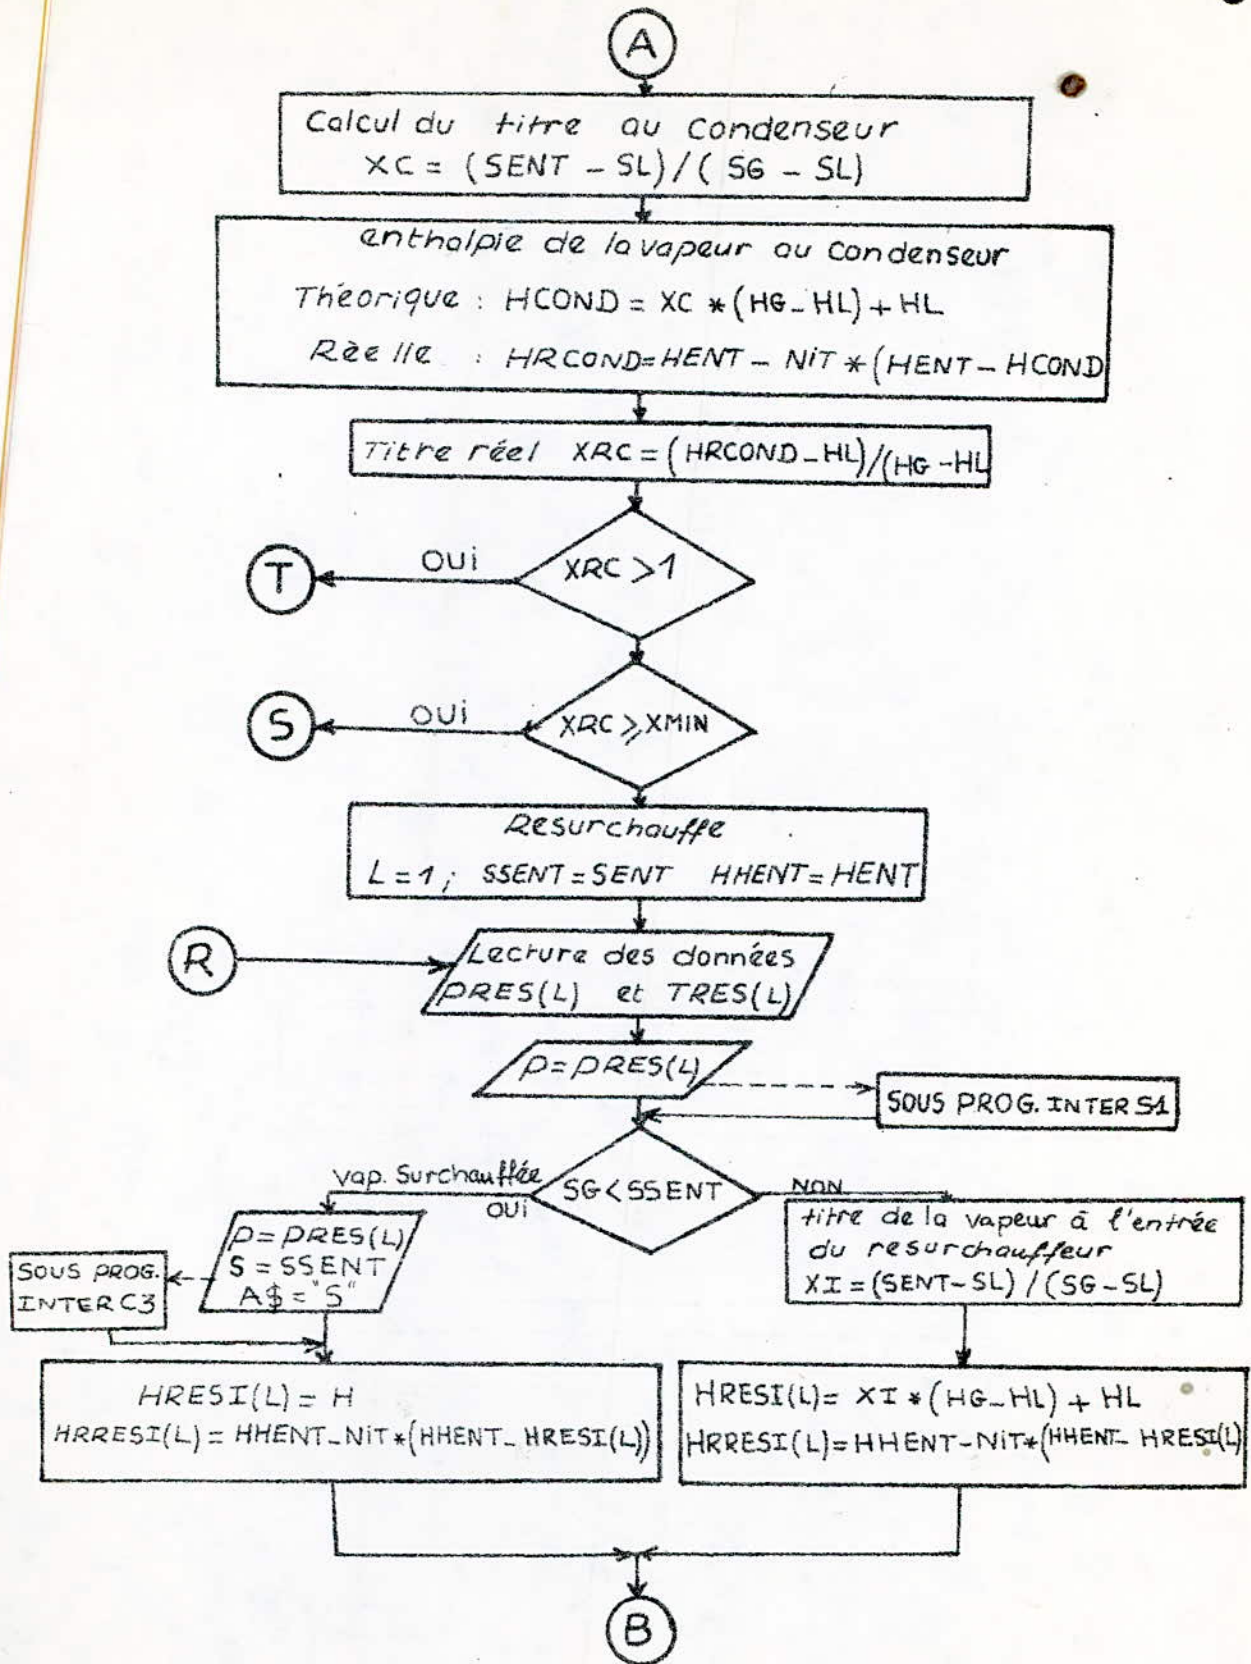 A
Calcul du titre au Condenseur
XC = (SENT - SL)/(SG - SL)
enthalpie de la vapeur au Condenseur
Théorique : HCOND = XC * (HG - HL) + HL
Réelle : HRCOND = HENT - NiT * (HENT - HCOND
Titre réel XRC = (HRCOND - HL)/(HG - HL
XRC > 1
OUi
T
XRC ⩾ XMIN
OUi
S
Resurchauffe
L = 1 ; SSENT = SENT HHENT = HENT
R
Lecture des données
PRES(L) et TRES(L)
P = PRES(L)
SOUS PROG. INTER S1
SG < SSENT
vap. Surchauffée
OUi
NON
P = PRES(L)
S = SSENT
A$ = "S"
SOUS PROG.
INTER C3
titre de la vapeur à l'entrée
du resurchauffeur
XI = (SENT - SL) / (SG - SL)
HRESI(L) = H
HRRESI(L) = HHENT - NiT * (HHENT - HRESI(L))
HRESI(L) = XI * (HG - HL) + HL
HRRESI(L) = HHENT - NiT * (HHENT - HRESI(L)
B